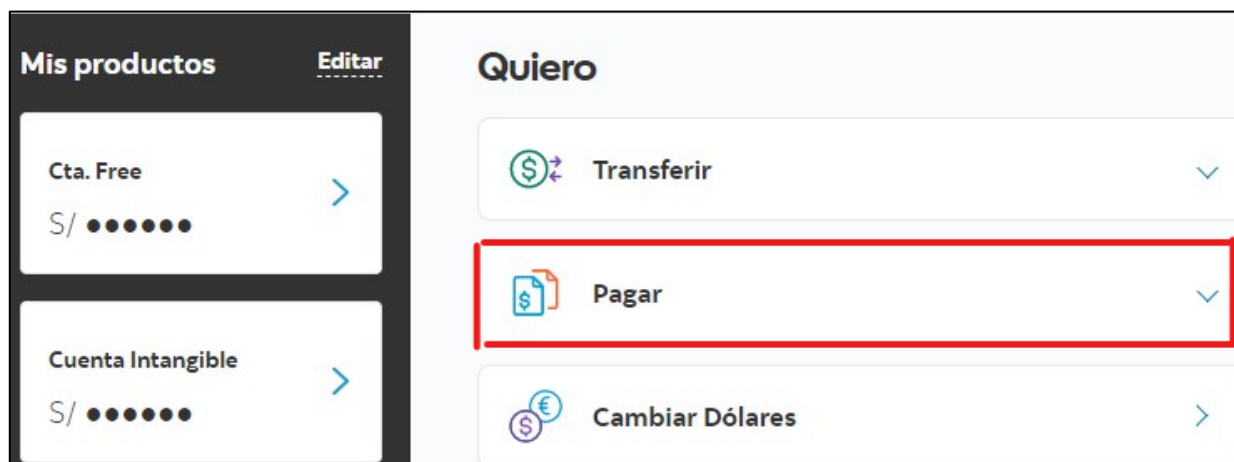 Mis productos
Editar
Cta. Free
S/ ●●●●●●
Cuenta Intangible
S/ ●●●●●●
Quiero
Transferir
Pagar
Cambiar Dólares